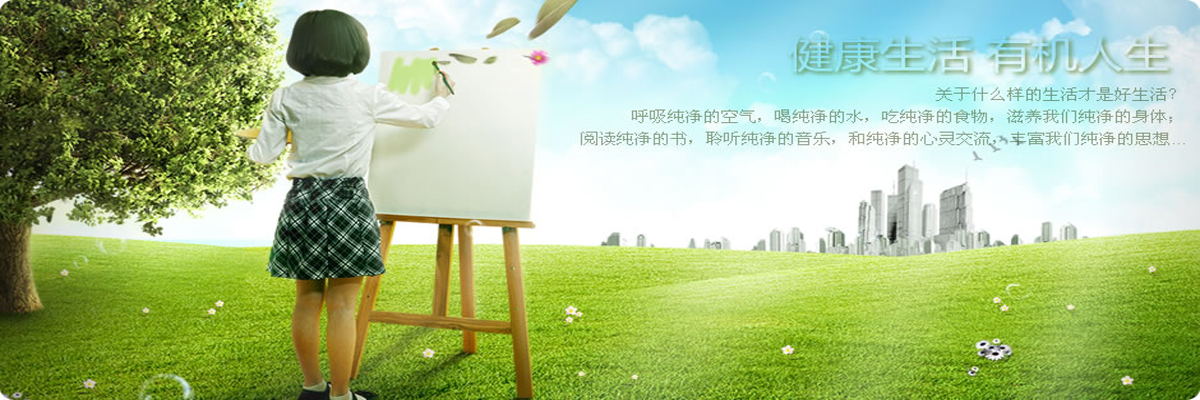 健康生活 有机人生
关于什么样的生活才是好生活?
呼吸纯净的空气，喝纯净的水，吃纯净的食物，滋养我们纯净的身体；
阅读纯净的书，聆听纯净的音乐，和纯净的心灵交流，丰富我们纯净的思想...